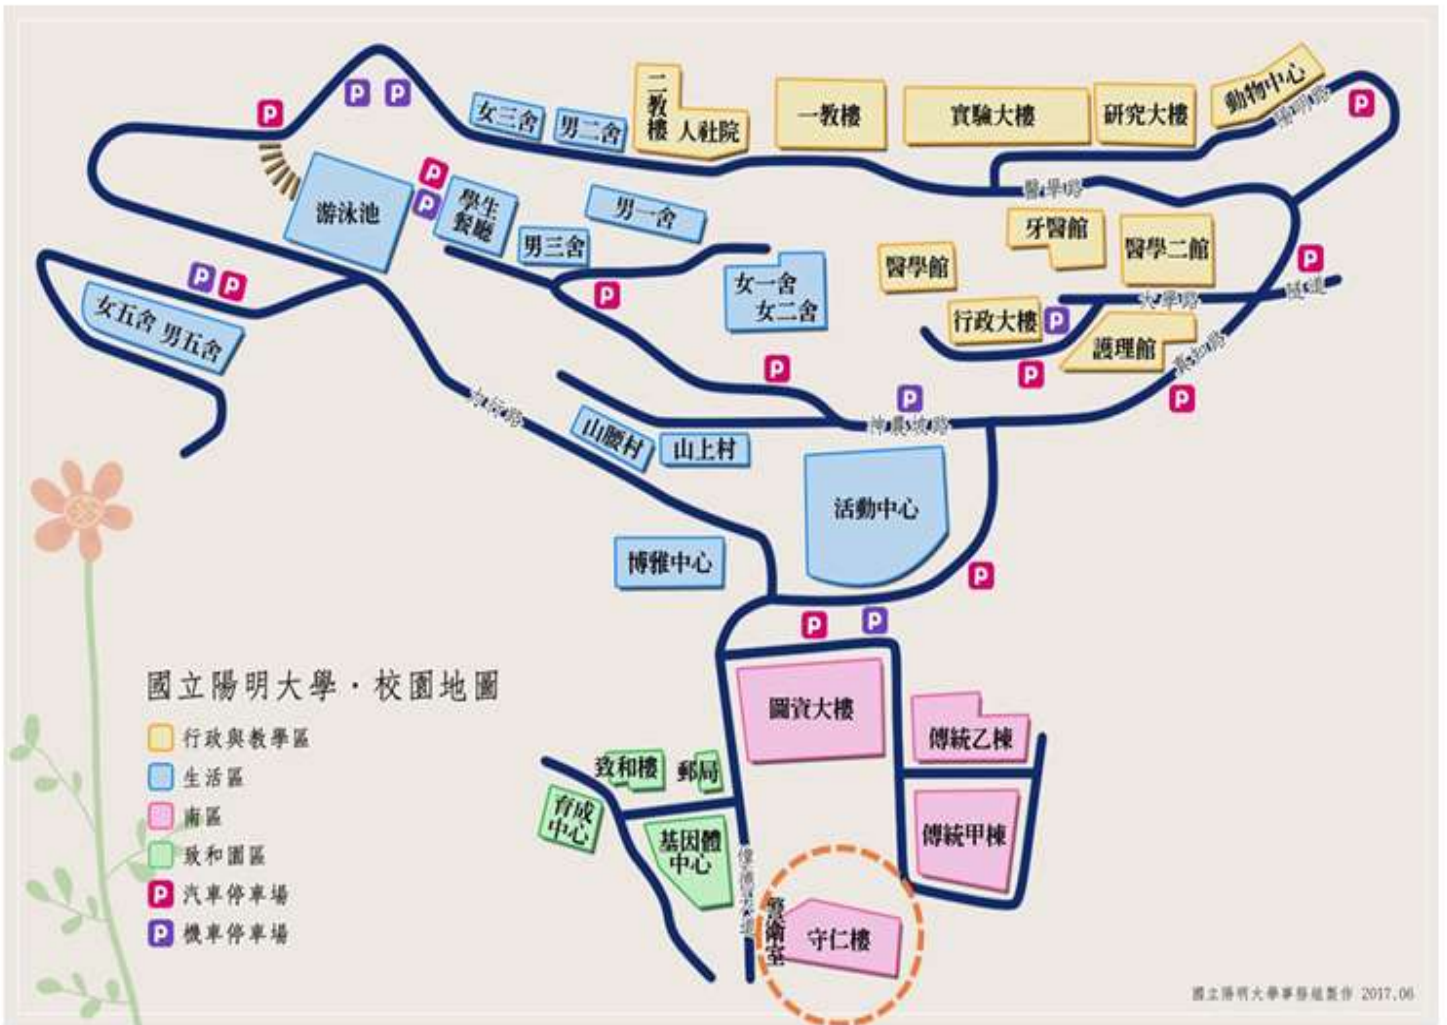 女三舍
男二舍
二教樓
人社院
一教樓
實驗大樓
研究大樓
動物中心
P
P
P
P
游泳池
P
P
學生
餐廳
男三舍
男一舍
醫學路
牙醫館
醫學二館
醫學館
女一舍
女二舍
P
P
P
P
女五舍 男五舍
行政大樓
P
大學路
隧道
護理館
P
P
P
P
神農坡路
山腰村
山上村
活動中心
博雅中心
P
P
P
國立陽明大學・校園地圖
行政與教學區
生活區
南區
致和園區
P 汽車停車場
P 機車停車場
圖資大樓
傳統乙棟
傳統甲棟
致和樓
郵局
育成
中心
基因體
中心
警衛室
守仁樓
國立陽明大學事務組製作 2017.06